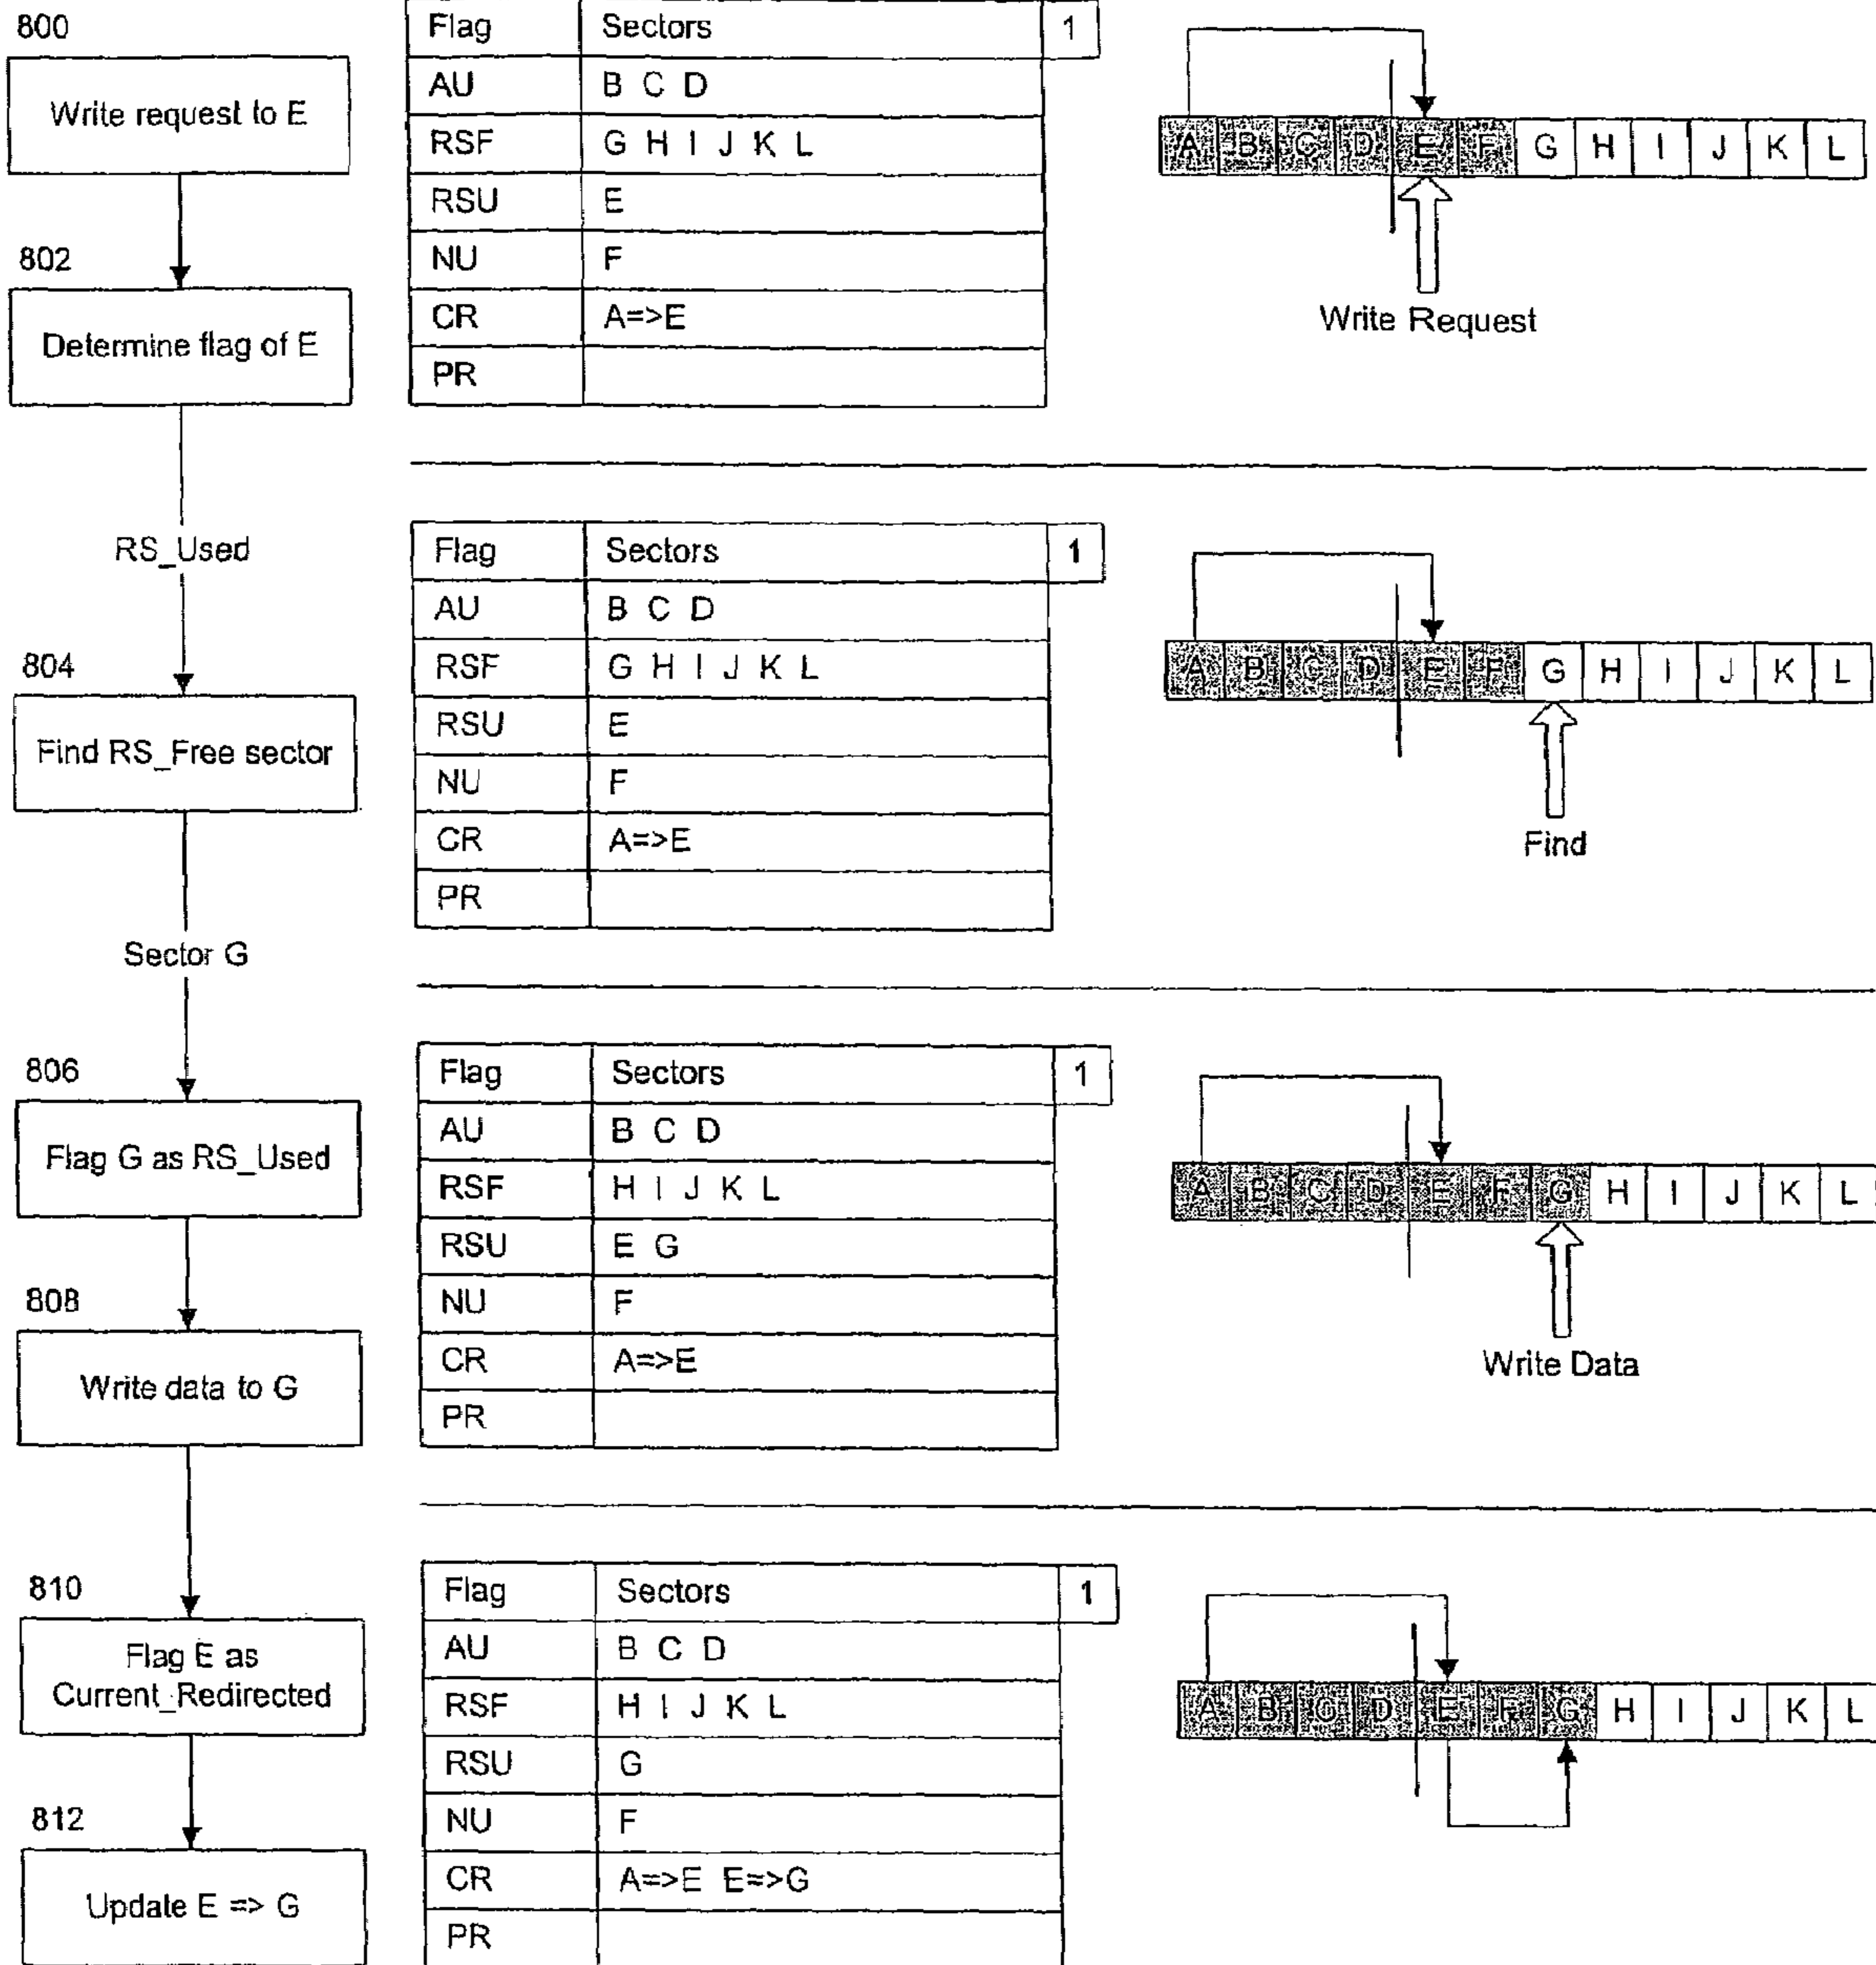 800
Write request to E
802
Determine flag of E
RS_Used
804
Find RS_Free sector
Sector G
806
Flag G as RS_Used
808
Write data to G
810
Flag E as
Current_Redirected
812
Update E => G
Flag Sectors 1
AU B C D
RSF G H I J K L
RSU E
NU F
CR A=>E
PR
A B C D E F G H I J K L
Write Request
Flag Sectors 1
AU B C D
RSF G H I J K L
RSU E
NU F
CR A=>E
PR
A B C D E F G H I J K L
Find
Flag Sectors 1
AU B C D
RSF H I J K L
RSU E G
NU F
CR A=>E
PR
A B C D E F G H I J K L
Write Data
Flag Sectors 1
AU B C D
RSF H I J K L
RSU G
NU F
CR A=>E E=>G
PR
A B C D E F G H I J K L